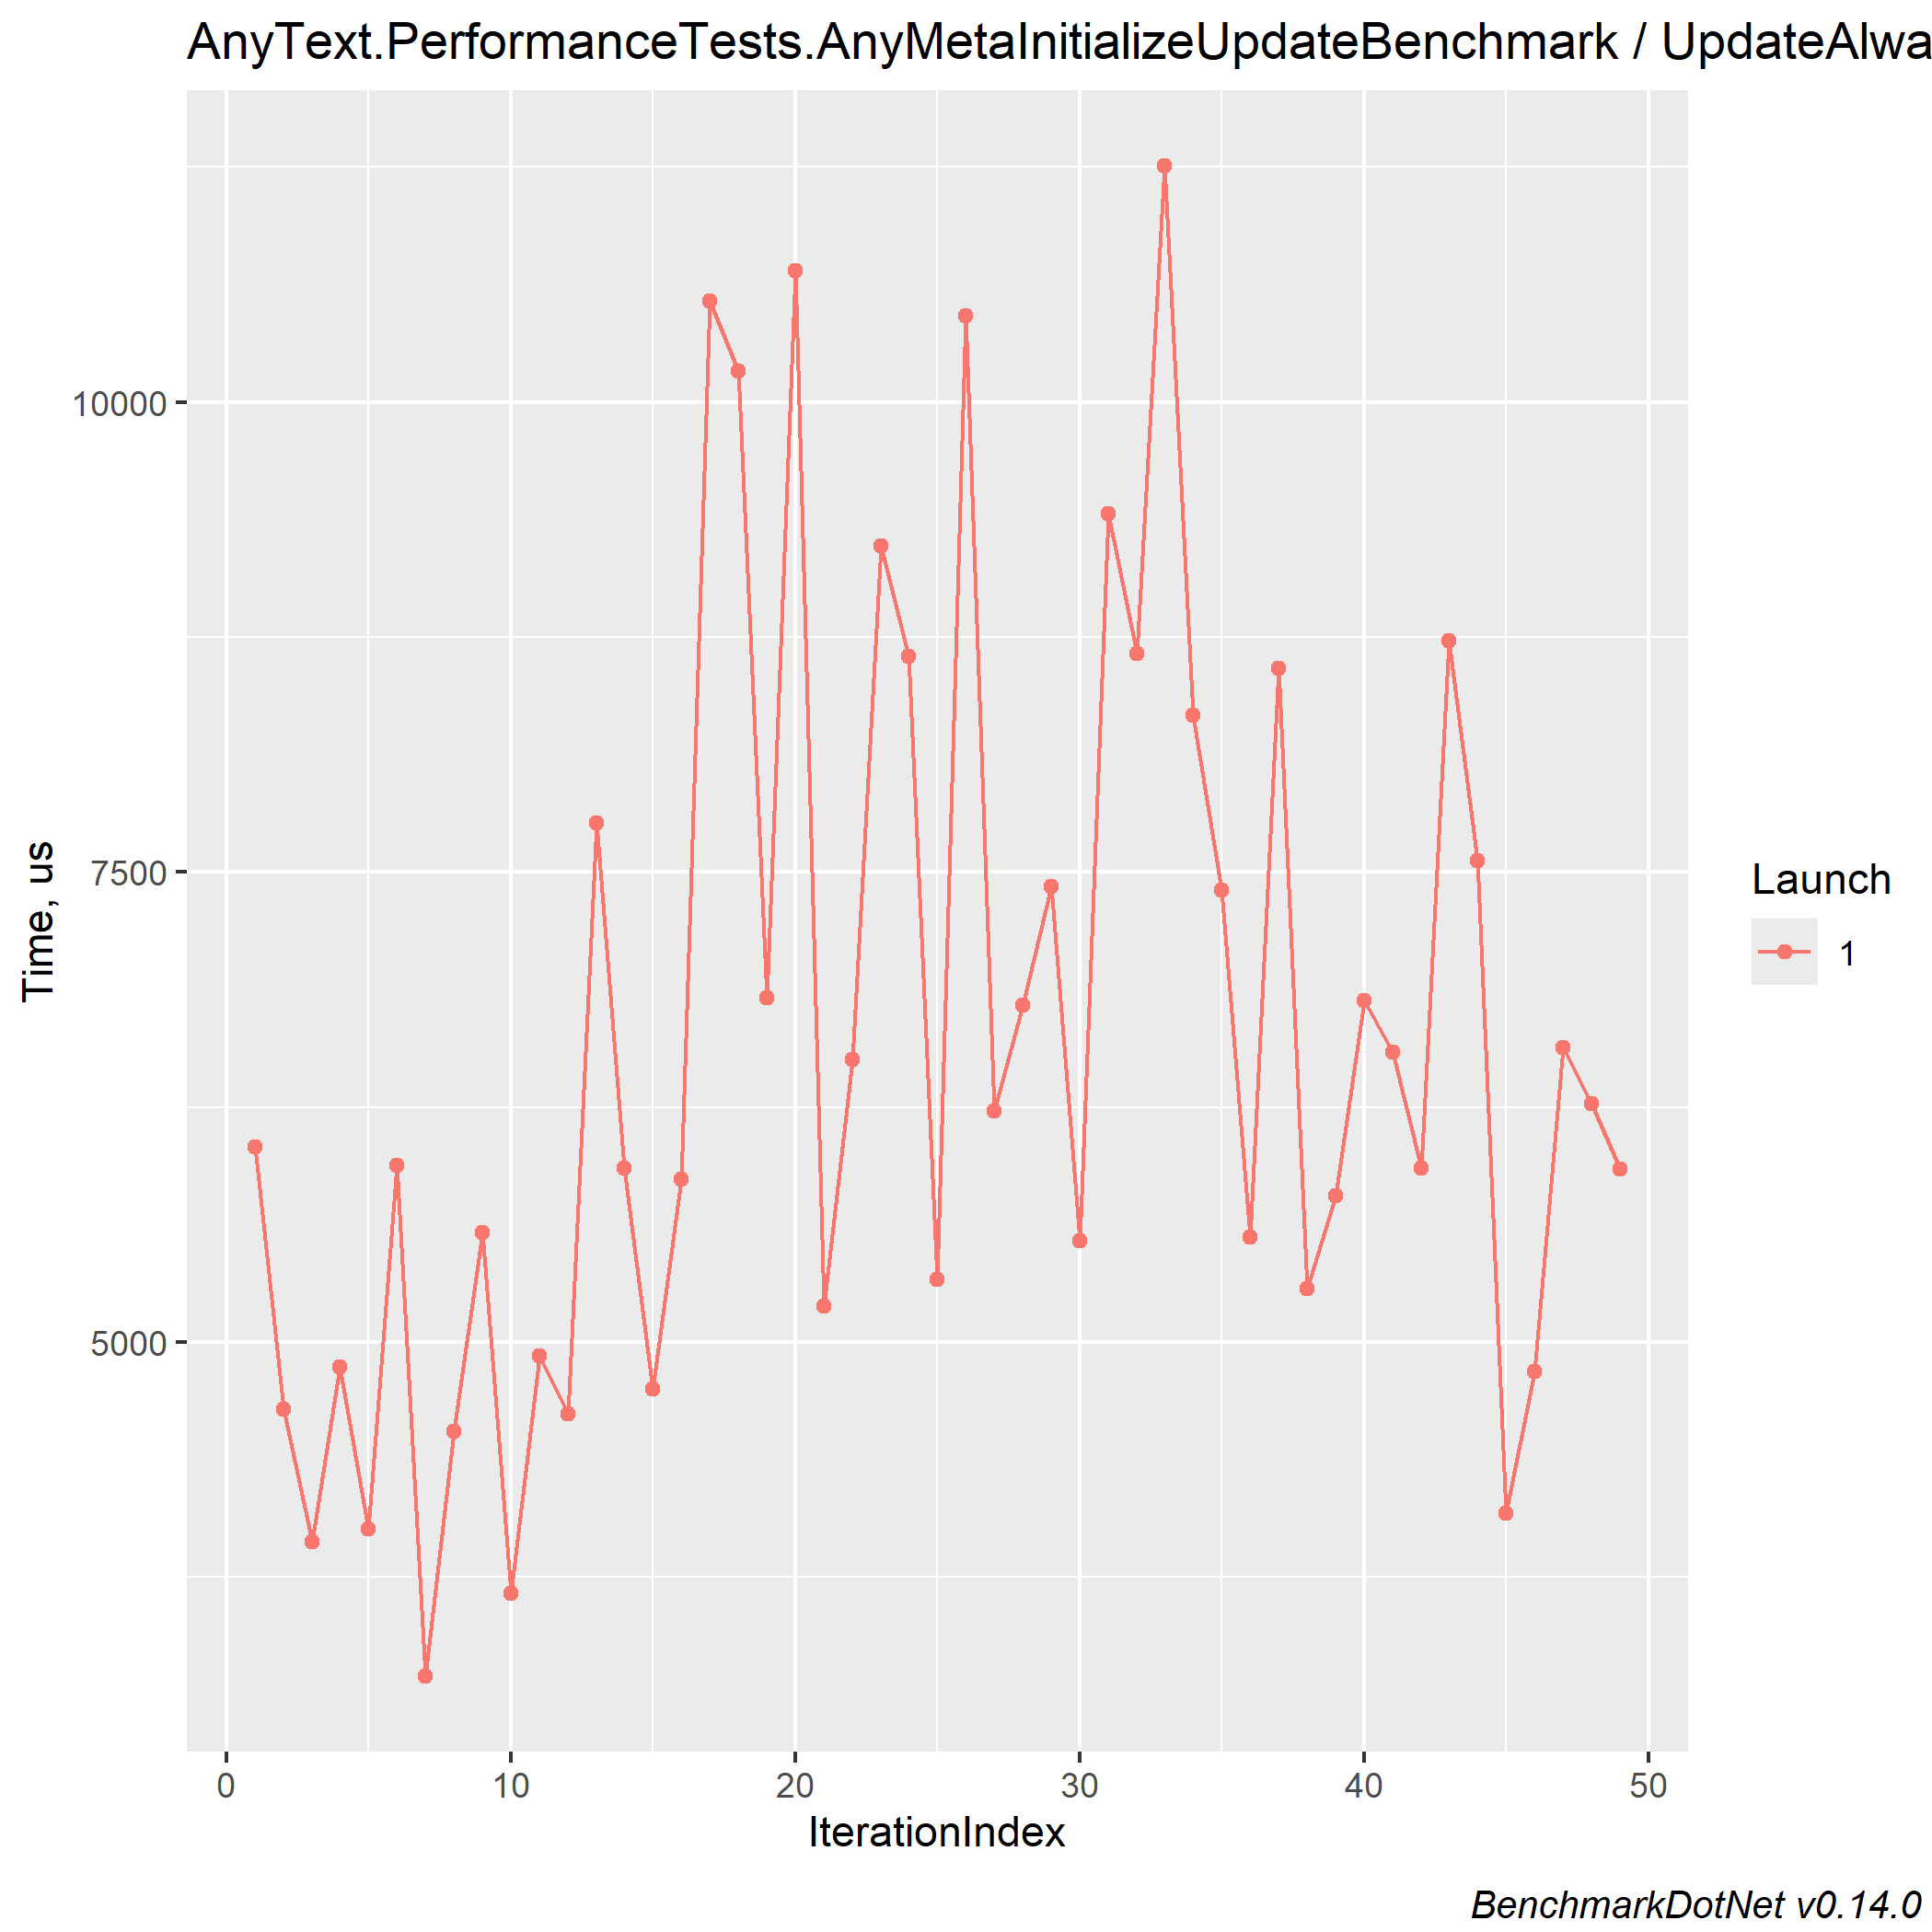 AnyText.PerformanceTests.AnyMetaInitializeUpdateBenchmark / UpdateAlwa
10000
7500
5000
Time, us
0 10 20 30 40 50
IterationIndex
Launch
1
BenchmarkDotNet v0.14.0